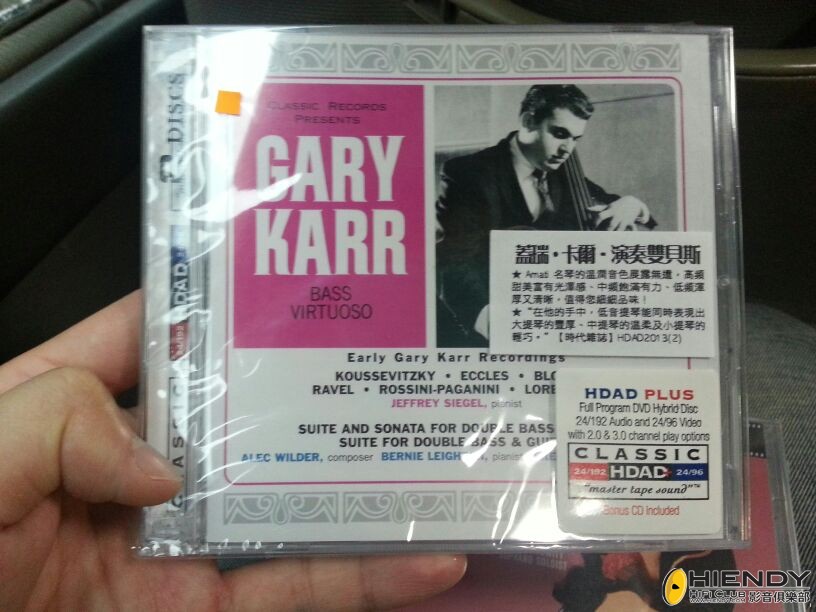 CLASSIC RECORDS
PRESENTS
GARY
KARR
BASS
VIRTUOSO
Early Gary Karr Recordings
KOUSSEVITZKY • ECCLES •
RAVEL • ROSSINI-PAGANINI •
JEFFREY SIEGEL, pianist
SUITE AND SONATA FOR DOUBLE BASS
SUITE FOR DOUBLE BASS &
ALEC WILDER, composer BERNIE pianist
蓋瑞・卡爾・演奏雙貝斯
★ Amati 名琴的溫潤音色展露無遺,高頻
甜美富有光澤感、中頻飽滿有力、低頻渾
厚又清晰,值得您細細品味!
★“在他的手中,低音提琴能同時表現出
大提琴的豐厚、中提琴的溫柔及小提琴的
輕巧。”【時代雜誌】HDAD2013(2)
HDAD PLUS
Full Program DVD Hybrid Disc
24/192 Audio and 24/96 Video
with 2.0 & 3.0 channel play options
CLASSIC
24/192 HDAD+ 24/96
"master tape sound"™
Bonus CD Included
2 DISCS
24/192 HDAD+
CLASSIC
HIENDY
HIFI CLUB 影音俱樂部